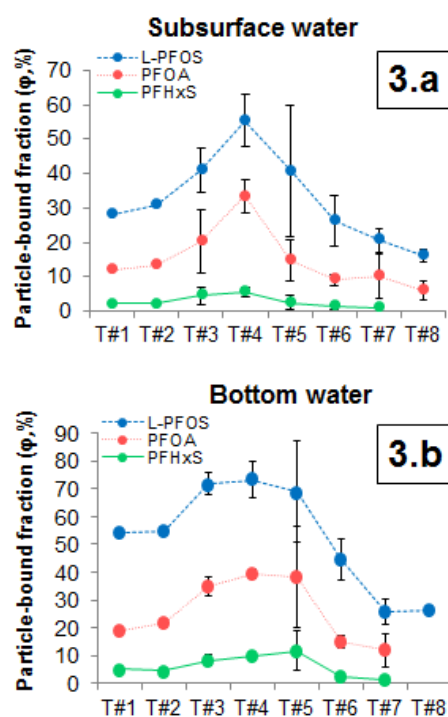 Subsurface water
3.a
L-PFOS
PFOA
PFHxS
Particle-bound fraction (φ,%)
70
60
50
40
30
20
10
0
T#1 T#2 T#3 T#4 T#5 T#6 T#7 T#8
Bottom water
3.b
L-PFOS
PFOA
PFHxS
Particle-bound fraction (φ,%)
90
80
70
60
50
40
30
20
10
0
T#1 T#2 T#3 T#4 T#5 T#6 T#7 T#8